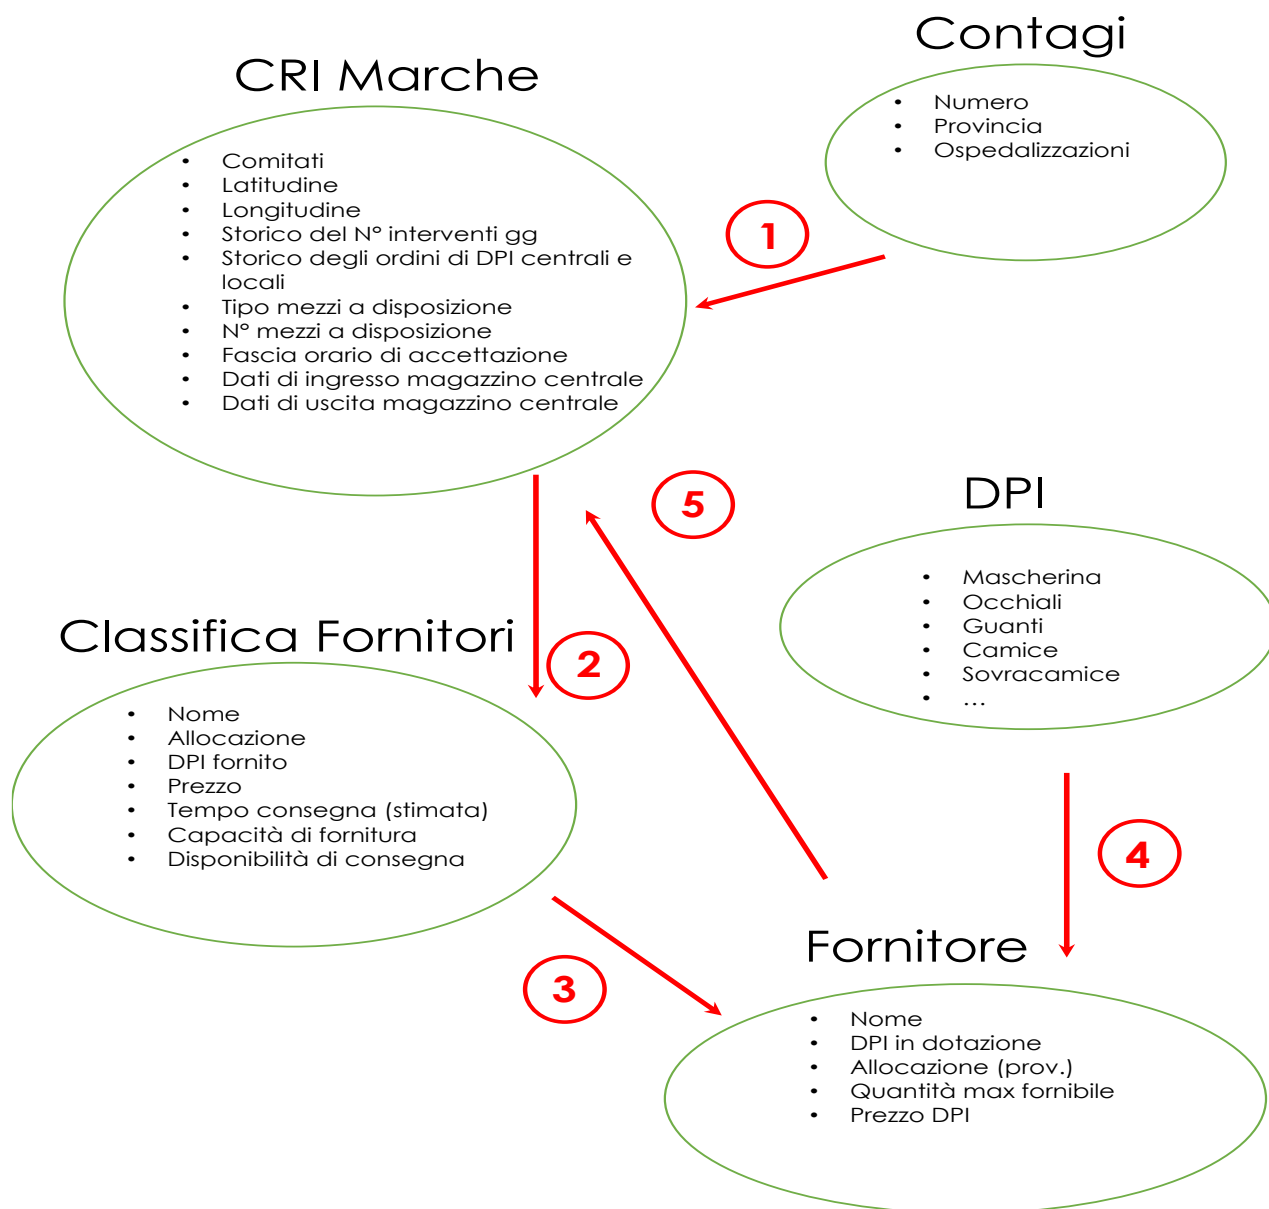 Contagi
• Numero
• Provincia
• Ospedalizzazioni
CRI Marche
• Comitati
• Latitudine
• Longitudine
• Storico del N° interventi gg
• Storico degli ordini di DPI centrali e
locali
• Tipo mezzi a disposizione
• N° mezzi a disposizione
• Fascia orario di accettazione
• Dati di ingresso magazzino centrale
• Dati di uscita magazzino centrale
1
5
DPI
• Mascherina
• Occhiali
• Guanti
• Camice
• Sovracamice
• ...
Classifica Fornitori
2
• Nome
• Allocazione
• DPI fornito
• Prezzo
• Tempo consegna (stimata)
• Capacità di fornitura
• Disponibilità di consegna
4
3
Fornitore
• Nome
• DPI in dotazione
• Allocazione (prov.)
• Quantità max fornibile
• Prezzo DPI